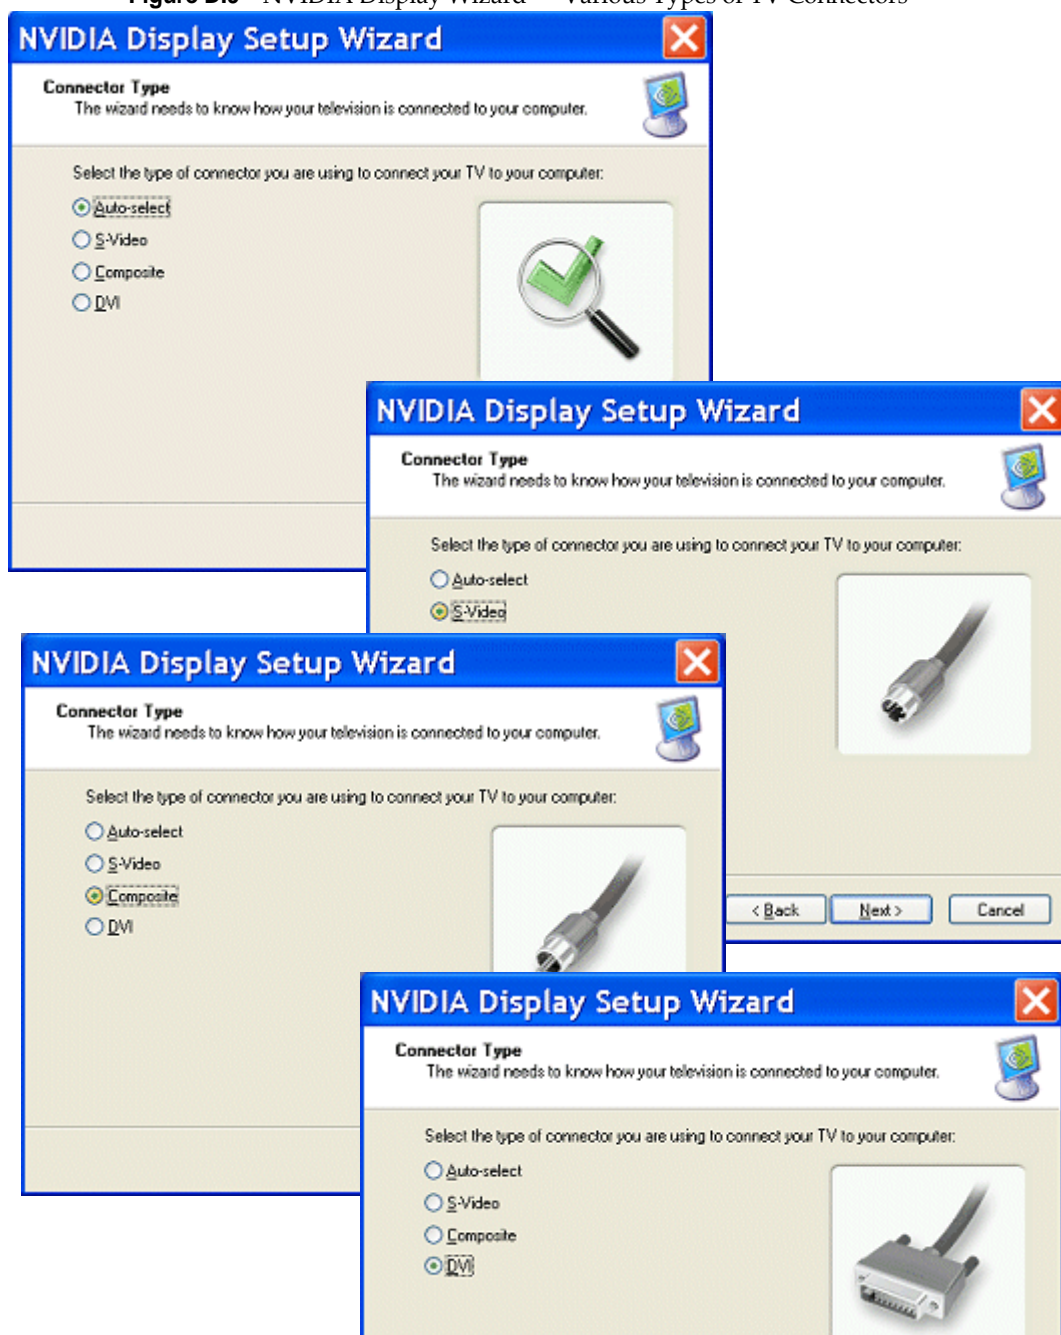 NVIDIA Display Wizard — Various Types of TV Connectors
NVIDIA Display Setup Wizard
Connector Type
The wizard needs to know how your television is connected to your computer.
Select the type of connector you are using to connect your TV to your computer:
Auto-select
S-Video
Composite
DVI
NVIDIA Display Setup Wizard
Connector Type
The wizard needs to know how your television is connected to your computer.
Select the type of connector you are using to connect your TV to your computer:
Auto-select
S-Video
< Back
Next >
Cancel
NVIDIA Display Setup Wizard
Connector Type
The wizard needs to know how your television is connected to your computer.
Select the type of connector you are using to connect your TV to your computer:
Auto-select
S-Video
Composite
DVI
NVIDIA Display Setup Wizard
Connector Type
The wizard needs to know how your television is connected to your computer.
Select the type of connector you are using to connect your TV to your computer:
Auto-select
S-Video
Composite
DVI